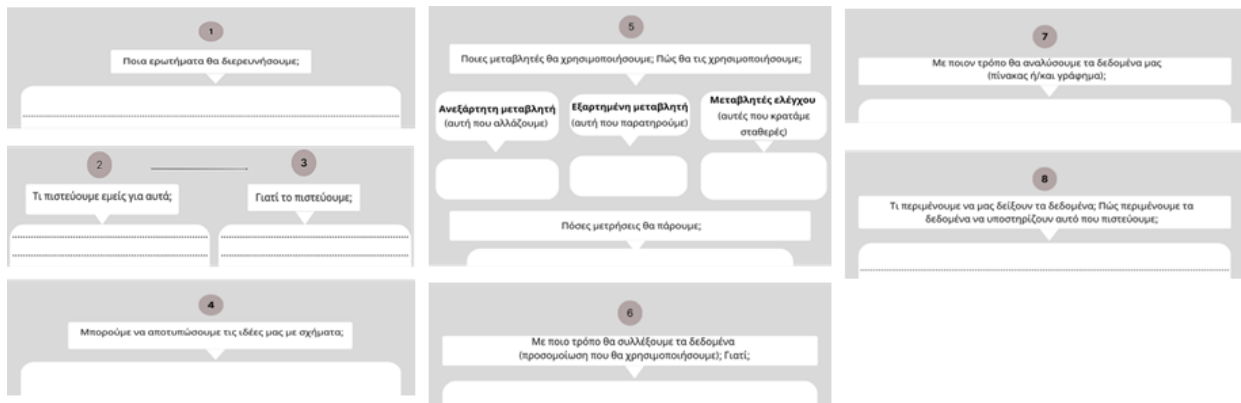 1
Ποια ερωτήματα θα διερευνήσουμε;
2
Τι πιστεύουμε εμείς για αυτά;
3
Γιατί το πιστεύουμε;
4
Μπορούμε να αποτυπώσουμε τις ιδέες μας με σχήματα;
5
Ποιες μεταβλητές θα χρησιμοποιήσουμε; Πώς θα τις χρησιμοποιήσουμε;
Ανεξάρτητη μεταβλητή
(αυτή που αλλάζουμε)
Εξαρτημένη μεταβλητή
(αυτή που παρατηρούμε)
Μεταβλητές ελέγχου
(αυτές που κρατάμε
σταθερές)
Πόσες μετρήσεις θα πάρουμε;
6
Με ποιο τρόπο θα συλλέξουμε τα δεδομένα
(προσομοίωση που θα χρησιμοποιήσουμε); Γιατί;
7
Με ποιον τρόπο θα αναλύσουμε τα δεδομένα μας
(πίνακας ή/και γράφημα);
8
Τι περιμένουμε να μας δείξουν τα δεδομένα; Πώς περιμένουμε τα
δεδομένα να υποστηρίζουν αυτό που πιστεύουμε;